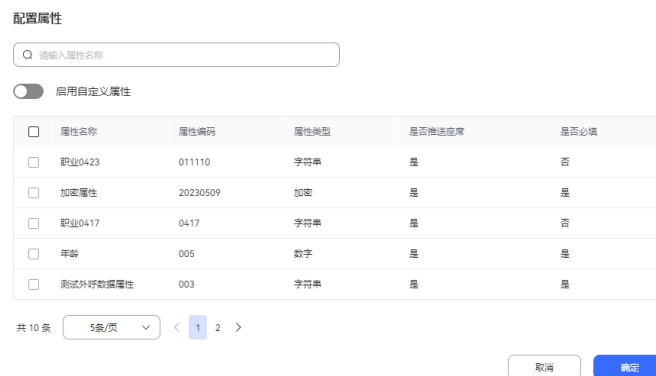 配置属性
请输入属性名称
启用自定义属性
属性名称 属性编码 属性类型 是否推送座席 是否必填
职业0423 011110 字符串 是 否
加密属性 20230509 加密 是 是
职业0417 0417 字符串 是 否
年龄 005 数字 是 是
测试外呼数据属性 003 字符串 是 是
共 10 条 5条/页 1 2
取消 确定